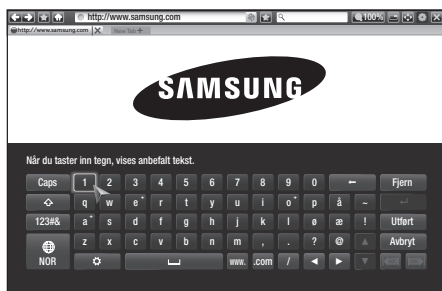 http://www.samsung.com 100%
http://www.samsung.com New Tab
SAMSUNG
Når du taster inn tegn, vises anbefalt tekst.
Caps 1 2 3 4 5 6 7 8 9 0 Fjern
q w e r t y u i o p å ~
123#& a s d f g h j k l ø æ ! Utført
z x c v b n m , . ? @ Avbryt
NOR www. .com /